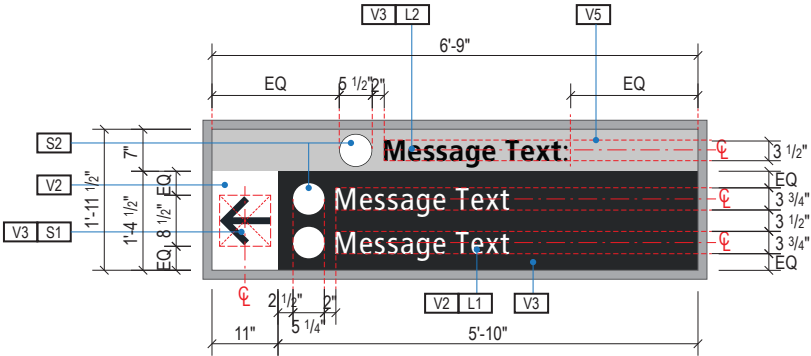 V3 L2 V5
6'-9"
EQ 5 1/2" 2" EQ
S2
V2
V3 S1
1'-11 1/2"
7"
1'-4 1/2"
EQ
8 1/2"
EQ
Message Text:
Message Text
Message Text
℄
℄
℄
3 1/2"
EQ
3 3/4"
3 1/2"
3 3/4"
EQ
℄
2 1/2" 2"
5 1/4"
V2 L1 V3
11" 5'-10"